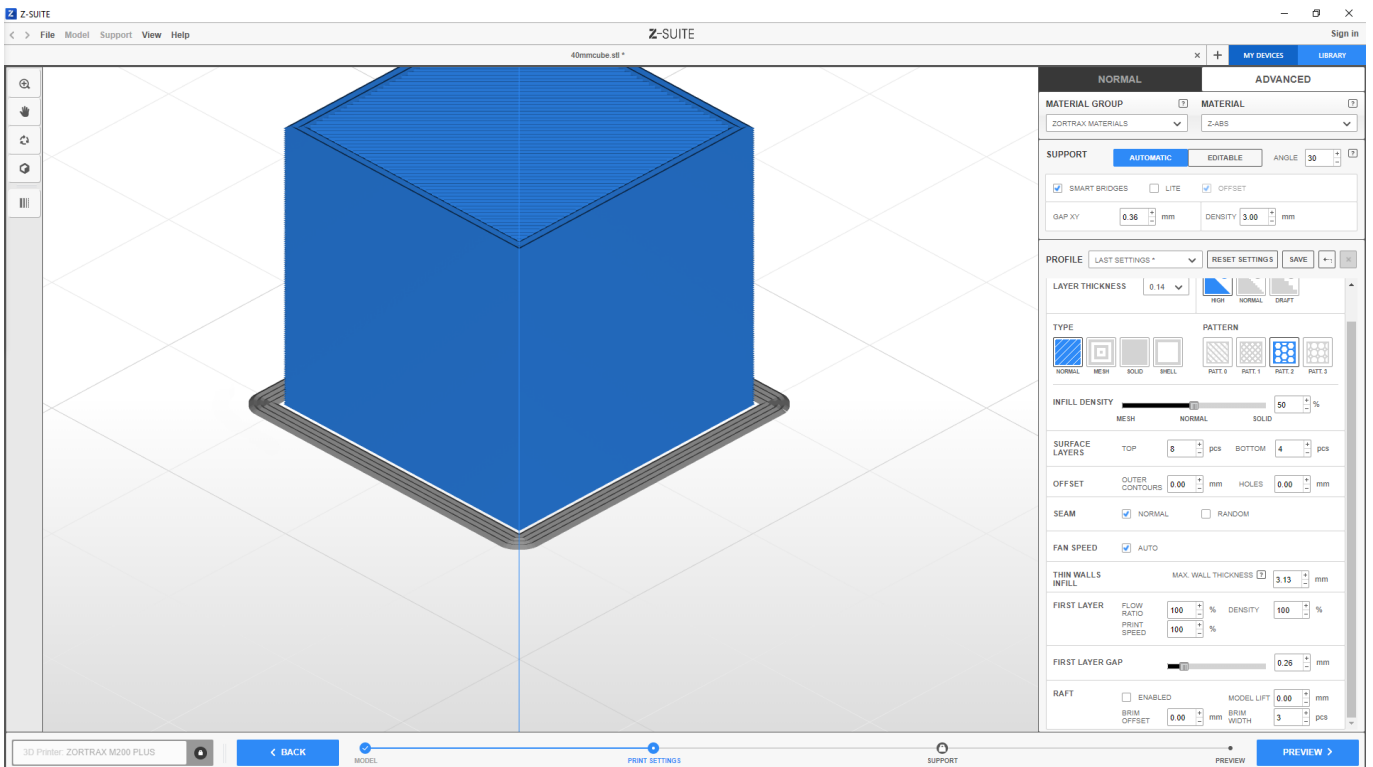 Z-SUITE
File Model Support View Help
Z-SUITE
Sign in
40mmcube.stl *
MY DEVICES
LIBRARY
NORMAL
ADVANCED
MATERIAL GROUP ?
MATERIAL ?
ZORTRAX MATERIALS
Z-ABS
SUPPORT AUTOMATIC EDITABLE ANGLE 30 + - ?
SMART BRIDGES LITE OFFSET
GAP XY 0.36 + - mm DENSITY 3.00 + - mm
PROFILE LAST SETTINGS * RESET SETTINGS SAVE
LAYER THICKNESS 0.14
HIGH NORMAL DRAFT
TYPE
PATTERN
NORMAL MESH SOLID SHELL
PATT. 0 PATT. 1 PATT. 2 PATT. 3
INFILL DENSITY 50 + - %
MESH NORMAL SOLID
SURFACE
LAYERS
TOP 8 + - pcs BOTTOM 4 + - pcs
OFFSET
OUTER
CONTOURS
0.00 + - mm HOLES 0.00 + - mm
SEAM NORMAL RANDOM
FAN SPEED AUTO
THIN WALLS
INFILL
MAX. WALL THICKNESS ? 3.13 + - mm
FIRST LAYER
FLOW
RATIO
100 + - % DENSITY 100 + - %
PRINT
SPEED
100 + - %
FIRST LAYER GAP 0.26 + - mm
RAFT ENABLED MODEL LIFT 0.00 + - mm
BRIM
OFFSET
0.00 + - mm
BRIM
WIDTH
3 + - pcs
3D Printer: ZORTRAX M200 PLUS
< BACK
MODEL
PRINT SETTINGS
SUPPORT
PREVIEW
PREVIEW >